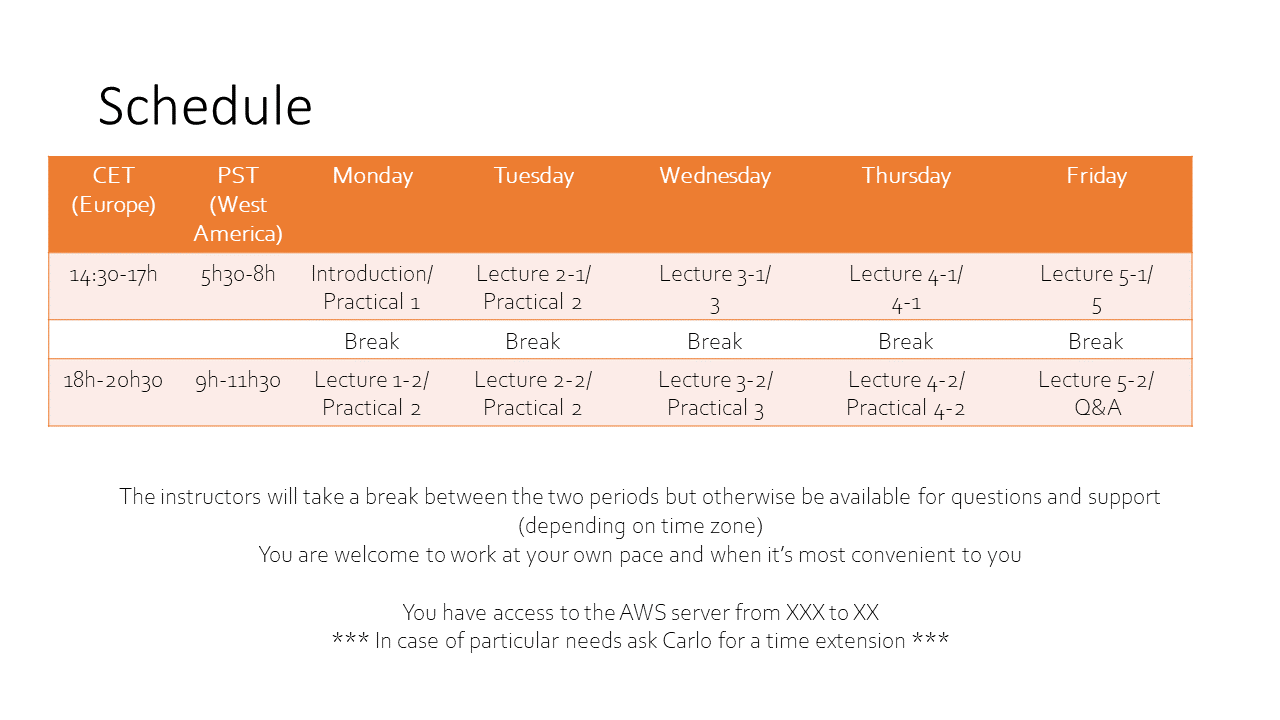 Schedule
CET PST Monday Tuesday Wednesday Thursday Friday
(Europe) (West
America)
14:30-17h 5h30-8h Introduction/ Lecture 2-1/ Lecture 3-1/ Lecture 4-1/ Lecture 5-1/
Practical 1 Practical 2 3 4-1 5
Break Break Break Break Break
18h-20h30 9h-11h30 Lecture 1-2/ Lecture 2-2/ Lecture 3-2/ Lecture 4-2/ Lecture 5-2/
Practical 2 Practical 2 Practical 3 Practical 4-2 Q&A
The instructors will take a break between the two periods but otherwise be available for questions and support
(depending on time zone)
You are welcome to work at your own pace and when it’s most convenient to you
You have access to the AWS server from XXX to XX
*** In case of particular needs ask Carlo for a time extension ***